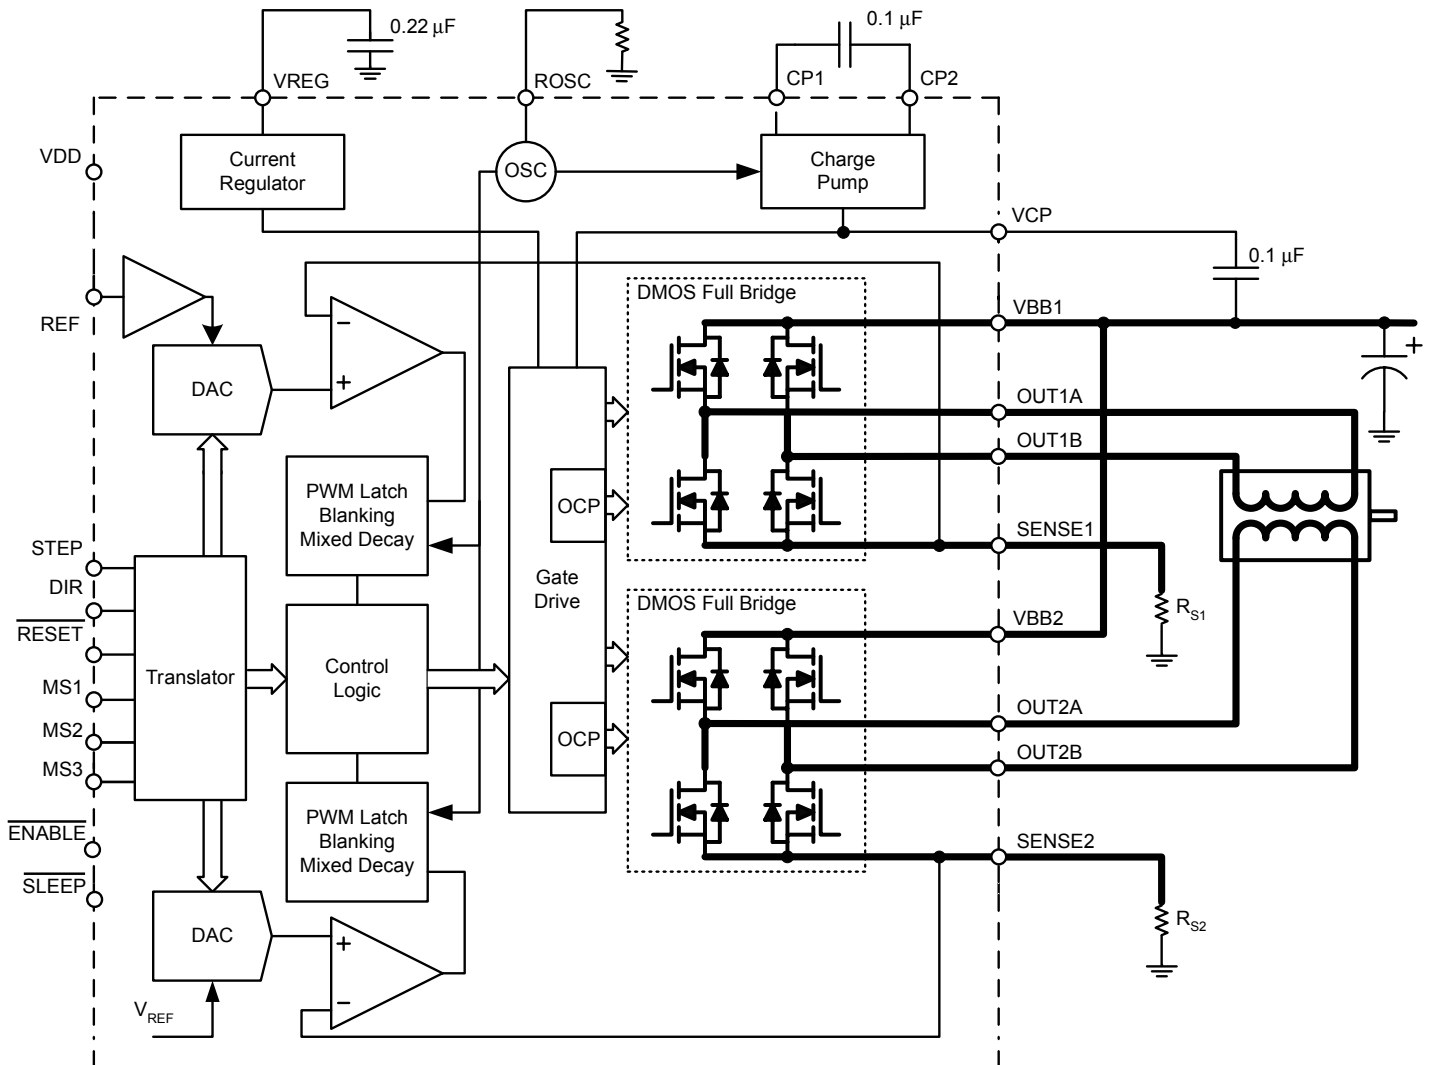 0.22 μF
0.1 μF
VREG
ROSC
CP1
CP2
VDD
Current
Regulator
OSC
Charge
Pump
VCP
0.1 μF
REF
DMOS Full Bridge
VBB1
−
+
+
DAC
OUT1A
OUT1B
PWM Latch
Blanking
Mixed Decay
OCP
SENSE1
STEP
DIR
RESET
MS1
MS2
MS3
Translator
Control
Logic
Gate
Drive
DMOS Full Bridge
RS1
VBB2
OUT2A
OCP
OUT2B
ENABLE
SLEEP
PWM Latch
Blanking
Mixed Decay
SENSE2
DAC
+
−
RS2
VREF